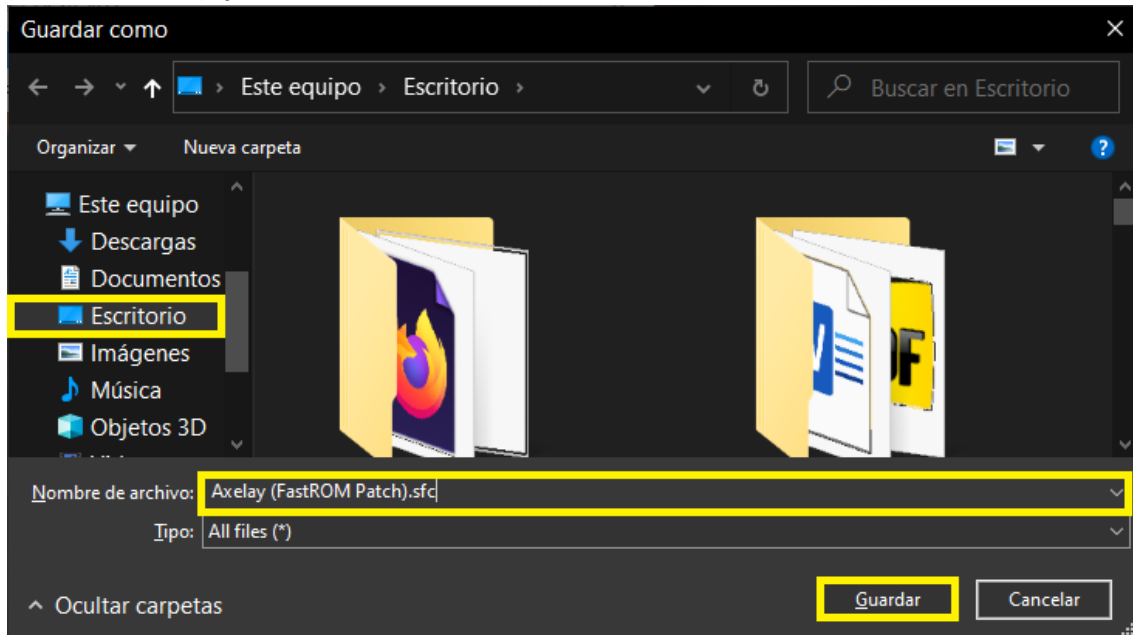 Guardar como
Este equipo › Escritorio ›
Buscar en Escritorio
Organizar
Nueva carpeta
Este equipo
Descargas
Documentos
Escritorio
Imágenes
Música
Objetos 3D
Nombre de archivo: Axelay (FastROM Patch).sfc
Tipo: All files (*)
Ocultar carpetas
Guardar
Cancelar